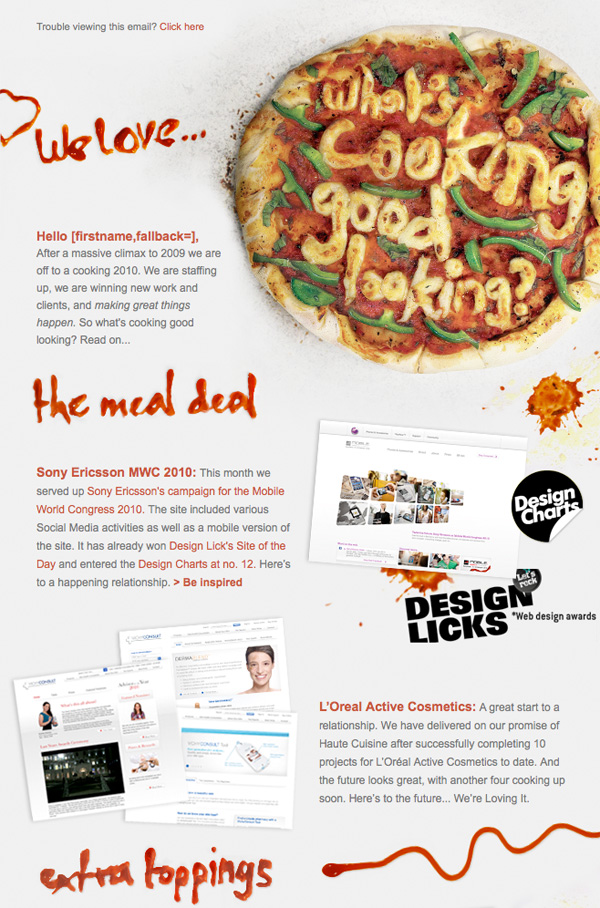 Trouble viewing this email? Click here
We love...
what's
cooking
good
looking?
Hello [firstname,fallback=],
After a massive climax to 2009 we are
off to a cooking 2010. We are staffing
up, we are winning new work and
clients, and making great things
happen. So what's cooking good
looking? Read on...
the meal deal
Sony Ericsson MWC 2010: This month we
served up Sony Ericsson's campaign for the Mobile
World Congress 2010. The site included various
Social Media activities as well as a mobile version of
the site. It has already won Design Lick's Site of the
Day and entered the Design Charts at no. 12. Here's
to a happening relationship. > Be inspired
Design
Charts
Let's
rock
DESIGN
LICKS
*Web design awards
L'Oreal Active Cosmetics: A great start to a
relationship. We have delivered on our promise of
Haute Cuisine after successfully completing 10
projects for L'Oréal Active Cosmetics to date. And
the future looks great, with another four cooking up
soon. Here's to the future... We're Loving It.
extra toppings